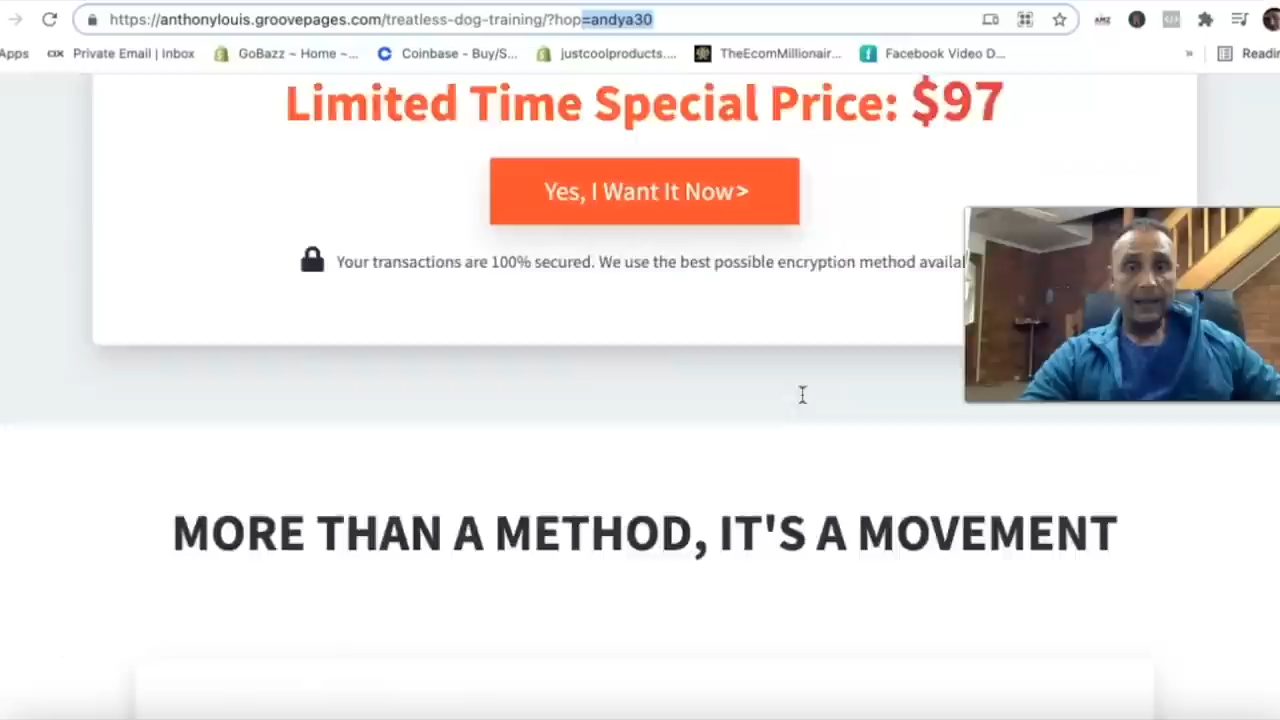 https://anthonylouis.groovepages.com/treatless-dog-training/?hop=andya30
Apps Private Email | Inbox GoBazz ~ Home ~... Coinbase - Buy/S... justcoolproducts.... TheEcomMillionair... Facebook Video D... » Readin
Limited Time Special Price: $97
Yes, I Want It Now >
Your transactions are 100% secured. We use the best possible encryption method availal
MORE THAN A METHOD, IT'S A MOVEMENT